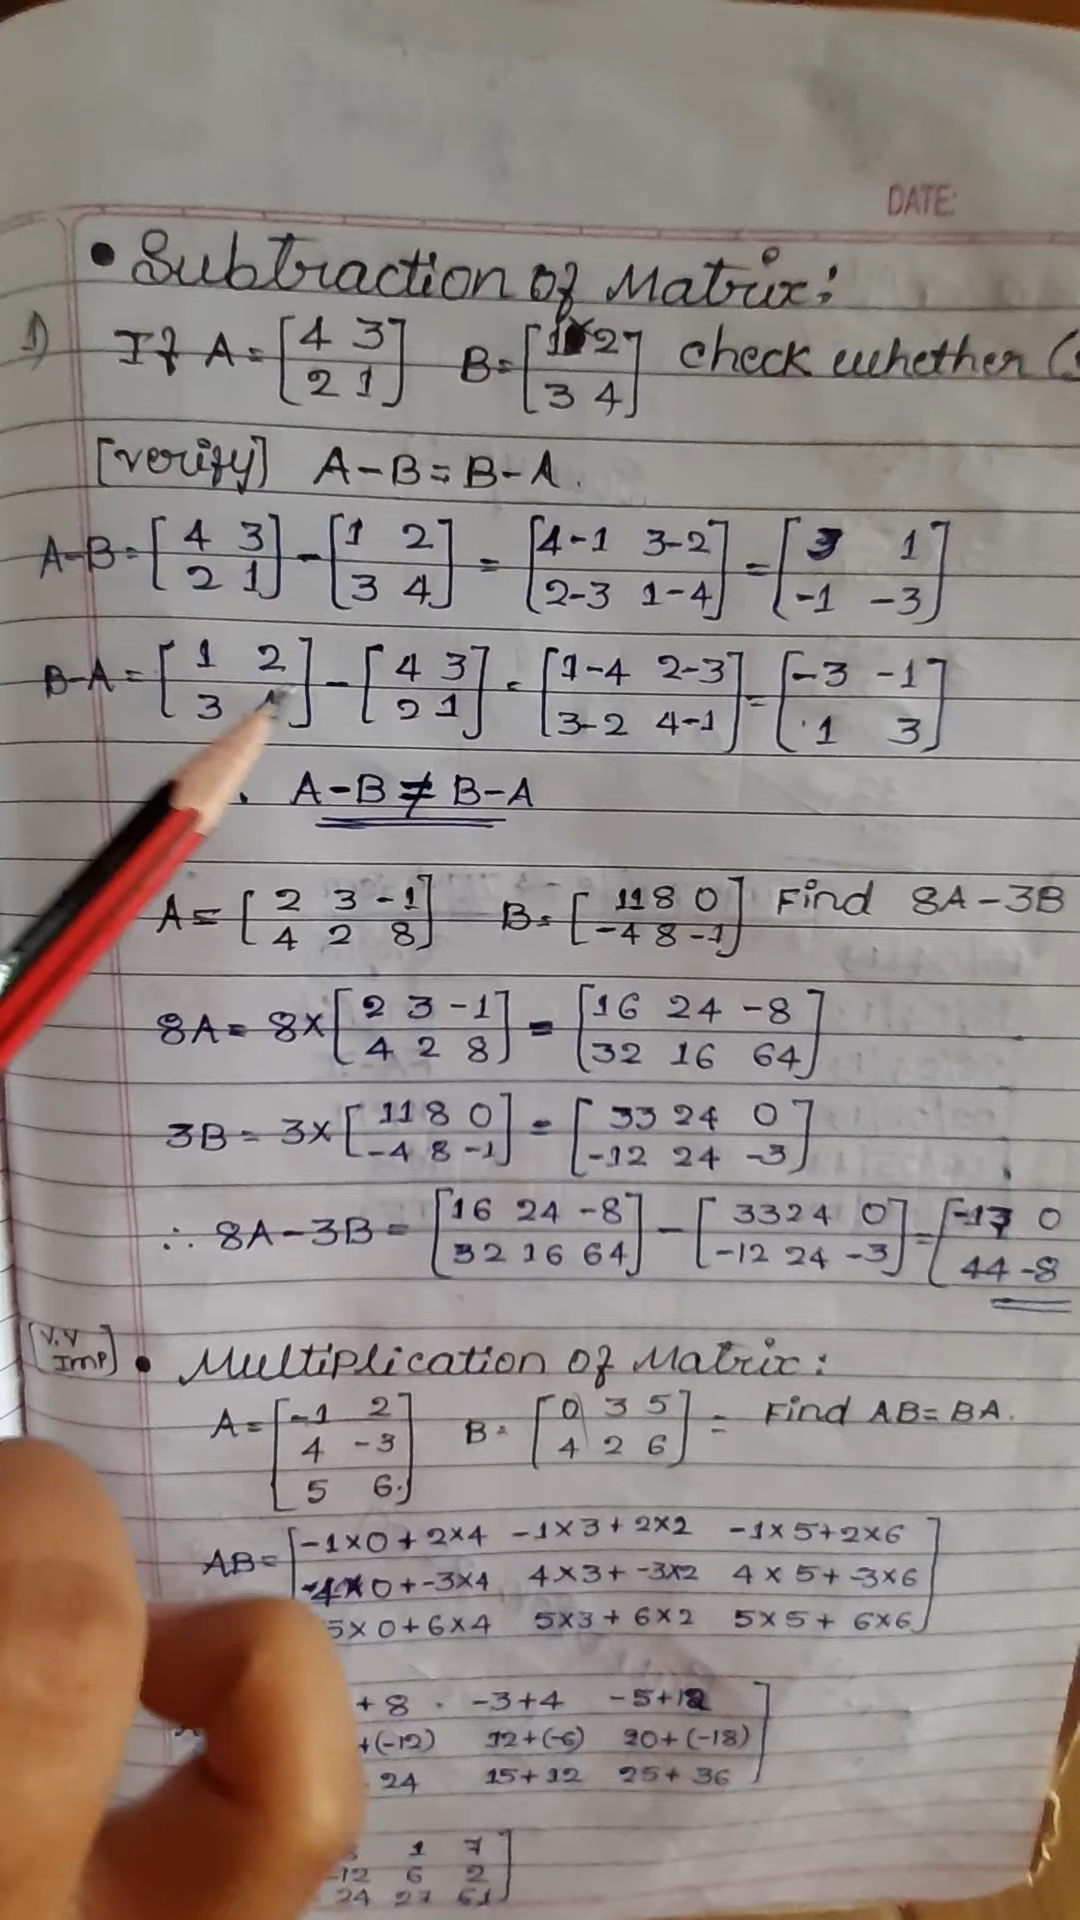 DATE:
• Subtraction of Matrix:
1) If A = [4 3 B = [1 2 check whether
2 1] 3 4]
[verify] A-B = B-A.
A-B = [4 3 - [1 2 = [4-1 3-2 = [3 1
2 1] 3 4] 2-3 1-4] -1 -3]
B-A = [1 2 - [4 3 = [1-4 2-3 = [-3 -1
3 ] 2 1] 3-2 4-1] 1 3]
. A-B ≠ B-A
A = [2 3 -1 B = [11 8 0 Find 8A-3B
4 2 8] -4 8 -1]
8A = 8× [2 3 -1 = [16 24 -8
4 2 8] 32 16 64]
3B = 3× [11 8 0 = [33 24 0
-4 8 -1] -12 24 -3]
∴ 8A-3B = [16 24 -8 - [33 24 0 = [-17 0
32 16 64] -12 24 -3] 44 -8
[V.V
Imp] • Multiplication of Matrix:
A = [-1 2 B = [0 3 5 = Find AB = BA.
4 -3 4 2 6]
5 6.]
AB = [-1×0+2×4 -1×3+2×2 -1×5+2×6
4×0+-3×4 4×3+-3×2 4×5+-3×6
5×0+6×4 5×3+6×2 5×5+6×6]
+8 -3+4 -5+12
+(-12) 12+(-6) 20+(-18)
24 15+12 25+36]
1 7
-12 6 2
24 27 61]